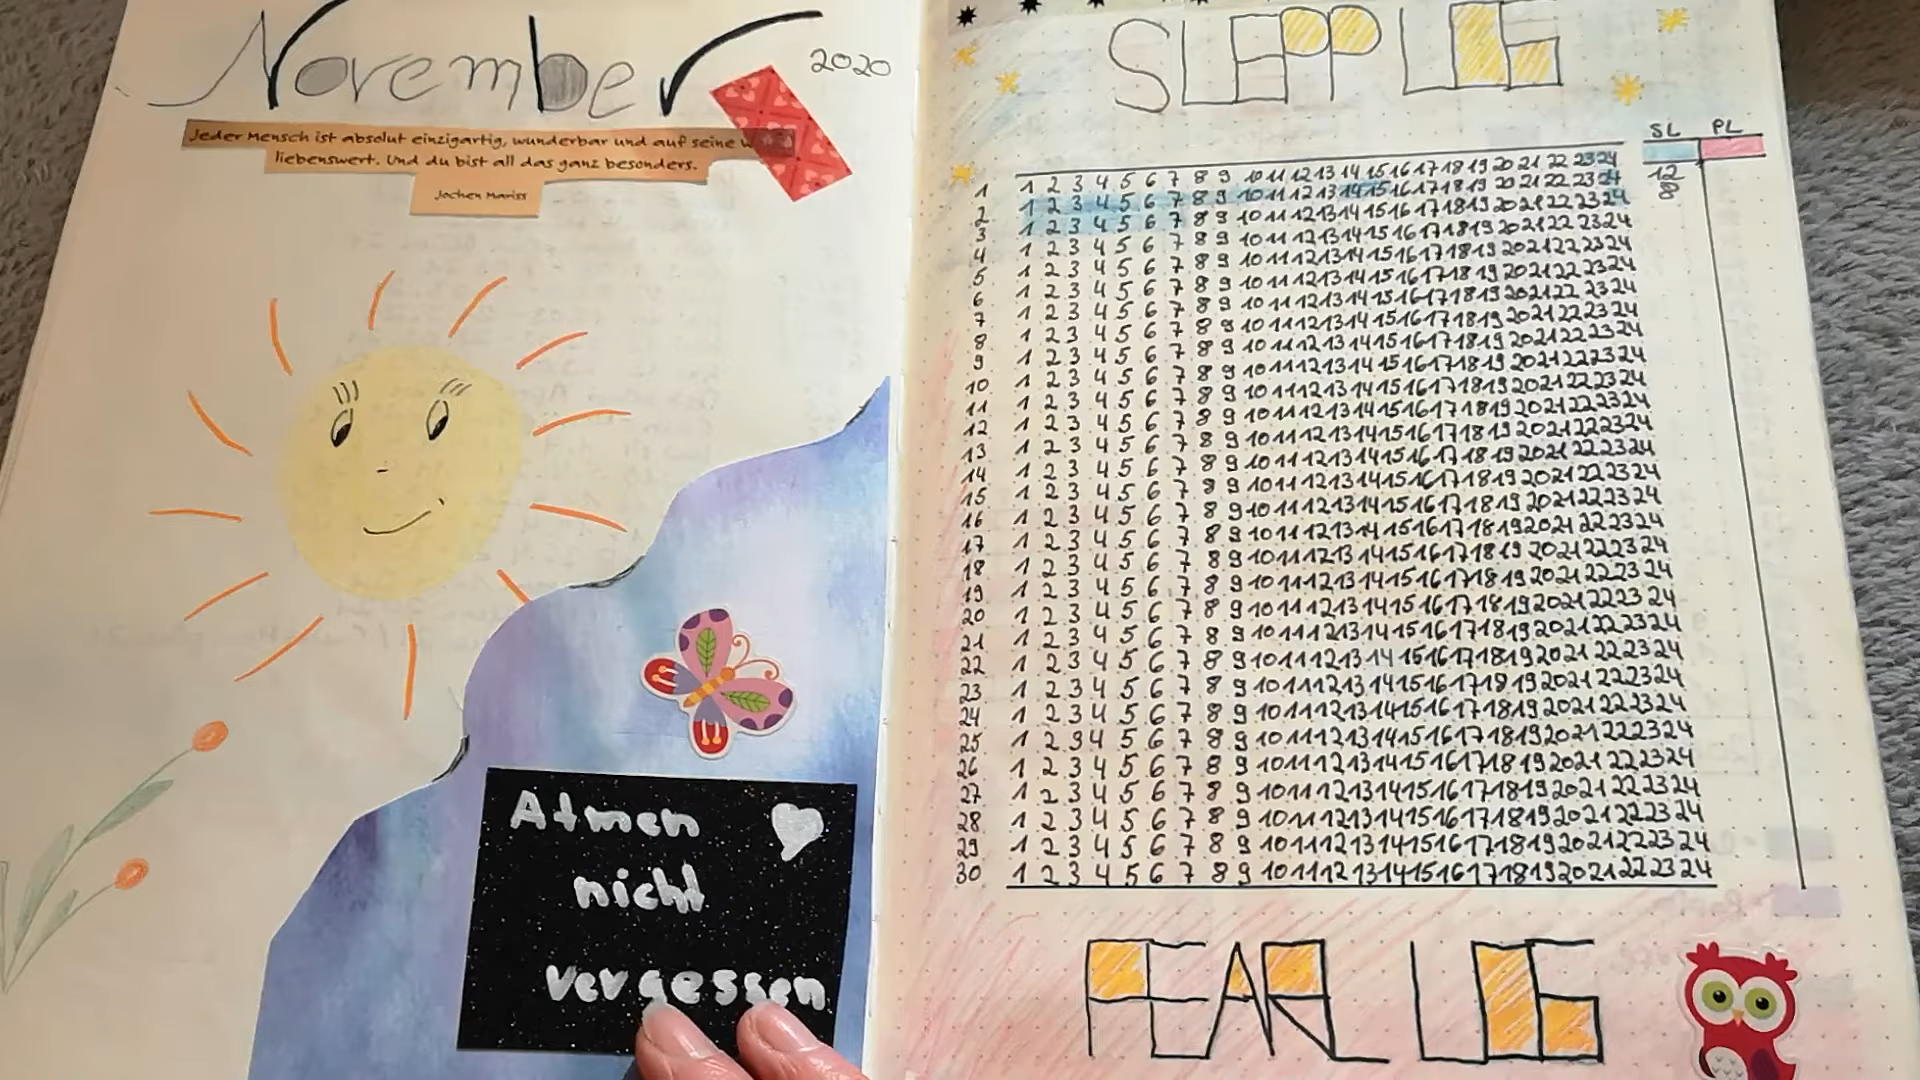 November
2020
Jeder Mensch ist absolut einzigartig, wunderbar und auf seine
liebenswert. Und du bist all das ganz besonders.
Jochen Mariss
Atmen
nicht
vergessen
SLEPP LOG
SL PL
12
8
1 2 3 4 5 6 7 8 9 10 11 12 13 14 15 16 17 18 19 20 21 22 23 24
1 1 2 3 4 5 6 7 8 9 10 11 12 13 14 15 16 17 18 19 20 21 22 23 24
2 1 2 3 4 5 6 7 8 9 10 11 12 13 14 15 16 17 18 19 20 21 22 23 24
3 1 2 3 4 5 6 7 8 9 10 11 12 13 14 15 16 17 18 19 20 21 22 23 24
4 1 2 3 4 5 6 7 8 9 10 11 12 13 14 15 16 17 18 19 20 21 22 23 24
5 1 2 3 4 5 6 7 8 9 10 11 12 13 14 15 16 17 18 19 20 21 22 23 24
6 1 2 3 4 5 6 7 8 9 10 11 12 13 14 15 16 17 18 19 20 21 22 23 24
7 1 2 3 4 5 6 7 8 9 10 11 12 13 14 15 16 17 18 19 20 21 22 23 24
8 1 2 3 4 5 6 7 8 9 10 11 12 13 14 15 16 17 18 19 20 21 22 23 24
9 1 2 3 4 5 6 7 8 9 10 11 12 13 14 15 16 17 18 19 20 21 22 23 24
10 1 2 3 4 5 6 7 8 9 10 11 12 13 14 15 16 17 18 19 20 21 22 23 24
11 1 2 3 4 5 6 7 8 9 10 11 12 13 14 15 16 17 18 19 20 21 22 23 24
12 1 2 3 4 5 6 7 8 9 10 11 12 13 14 15 16 17 18 19 20 21 22 23 24
13 1 2 3 4 5 6 7 8 9 10 11 12 13 14 15 16 17 18 19 20 21 22 23 24
14 1 2 3 4 5 6 7 8 9 10 11 12 13 14 15 16 17 18 19 20 21 22 23 24
15 1 2 3 4 5 6 7 8 9 10 11 12 13 14 15 16 17 18 19 20 21 22 23 24
16 1 2 3 4 5 6 7 8 9 10 11 12 13 14 15 16 17 18 19 20 21 22 23 24
17 1 2 3 4 5 6 7 8 9 10 11 12 13 14 15 16 17 18 19 20 21 22 23 24
18 1 2 3 4 5 6 7 8 9 10 11 12 13 14 15 16 17 18 19 20 21 22 23 24
19 1 2 3 4 5 6 7 8 9 10 11 12 13 14 15 16 17 18 19 20 21 22 23 24
20 1 2 3 4 5 6 7 8 9 10 11 12 13 14 15 16 17 18 19 20 21 22 23 24
21 1 2 3 4 5 6 7 8 9 10 11 12 13 14 15 16 17 18 19 20 21 22 23 24
22 1 2 3 4 5 6 7 8 9 10 11 12 13 14 15 16 17 18 19 20 21 22 23 24
23 1 2 3 4 5 6 7 8 9 10 11 12 13 14 15 16 17 18 19 20 21 22 23 24
24 1 2 3 4 5 6 7 8 9 10 11 12 13 14 15 16 17 18 19 20 21 22 23 24
25 1 2 3 4 5 6 7 8 9 10 11 12 13 14 15 16 17 18 19 20 21 22 23 24
26 1 2 3 4 5 6 7 8 9 10 11 12 13 14 15 16 17 18 19 20 21 22 23 24
27 1 2 3 4 5 6 7 8 9 10 11 12 13 14 15 16 17 18 19 20 21 22 23 24
28 1 2 3 4 5 6 7 8 9 10 11 12 13 14 15 16 17 18 19 20 21 22 23 24
29 1 2 3 4 5 6 7 8 9 10 11 12 13 14 15 16 17 18 19 20 21 22 23 24
30 1 2 3 4 5 6 7 8 9 10 11 12 13 14 15 16 17 18 19 20 21 22 23 24
PEARL LOG